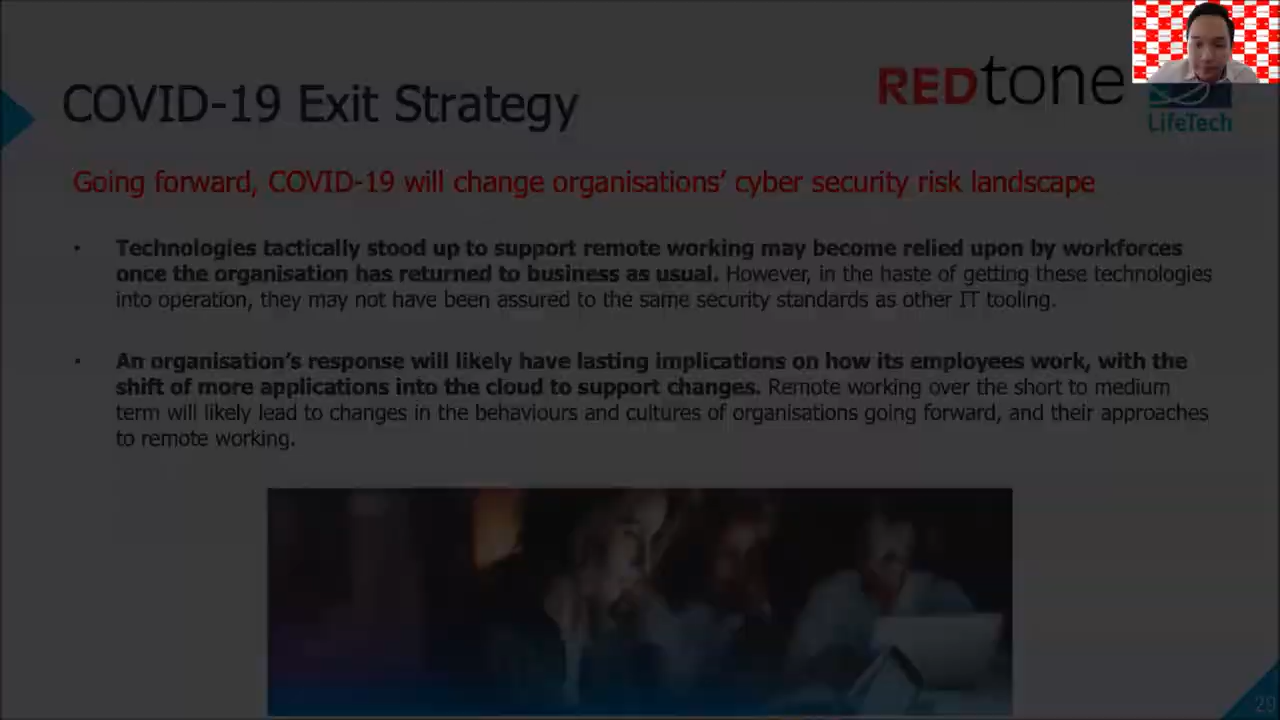 COVID-19 Exit Strategy
REDtone
LifeTech
Going forward, COVID-19 will change organisations' cyber security risk landscape
• Technologies tactically stood up to support remote working may become relied upon by workforces
once the organisation has returned to business as usual. However, in the haste of getting these technologies
into operation, they may not have been assured to the same security standards as other IT tooling.
• An organisation's response will likely have lasting implications on how its employees work, with the
shift of more applications into the cloud to support changes. Remote working over the short to medium
term will likely lead to changes in the behaviours and cultures of organisations going forward, and their approaches
to remote working.